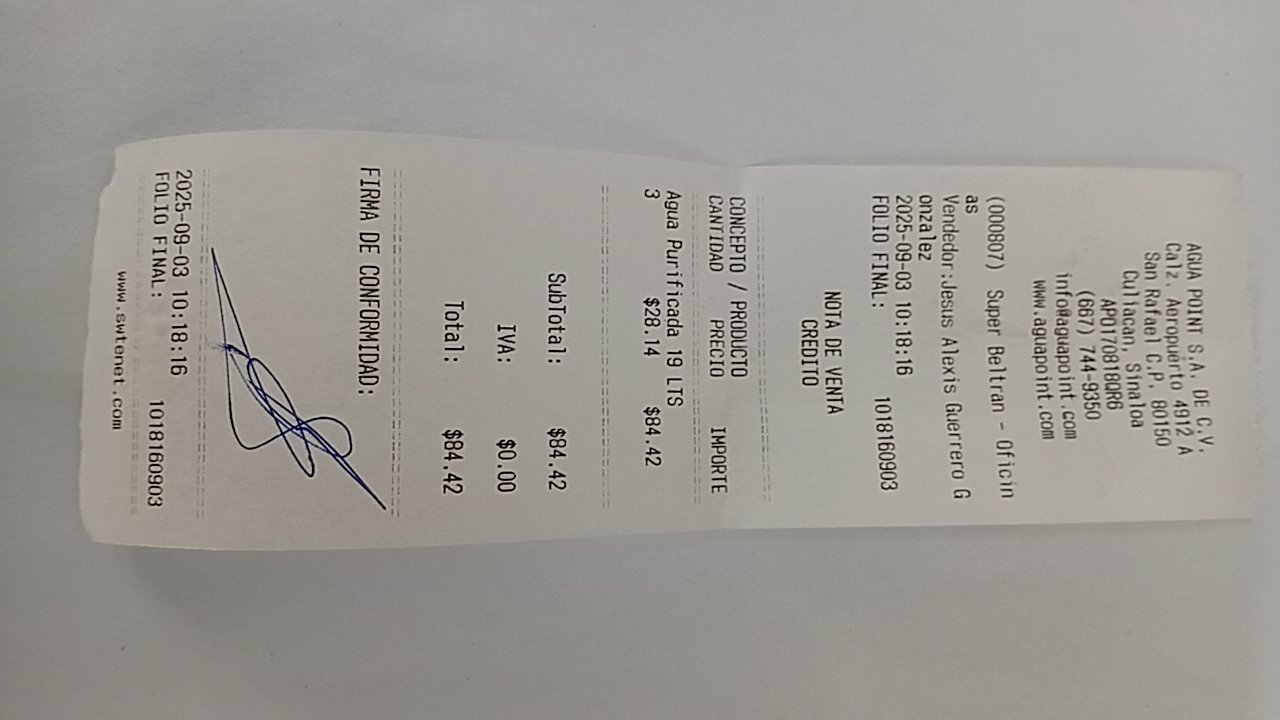 AGUA POINT S.A. DE C.V.
Calz. Aeropuerto 4912 A
San Rafael C.P. 80150
Culiacan, Sinaloa
APO170818QR6
(667) 744-9350
info@aguapoint.com
www.aguapoint.com
(000807) Super Beltran - Oficin
as
Vendedor:Jesus Alexis Guerrero G
onzalez
2025-09-03 10:18:16
FOLIO FINAL: 1018160903
NOTA DE VENTA
CREDITO
CONCEPTO / PRODUCTO
CANTIDAD PRECIO IMPORTE
Agua Purificada 19 LTS
3 $28.14 $84.42
SubTotal: $84.42
IVA: $0.00
Total: $84.42
FIRMA DE CONFORMIDAD:
2025-09-03 10:18:16
FOLIO FINAL: 1018160903
www.swtenet.com